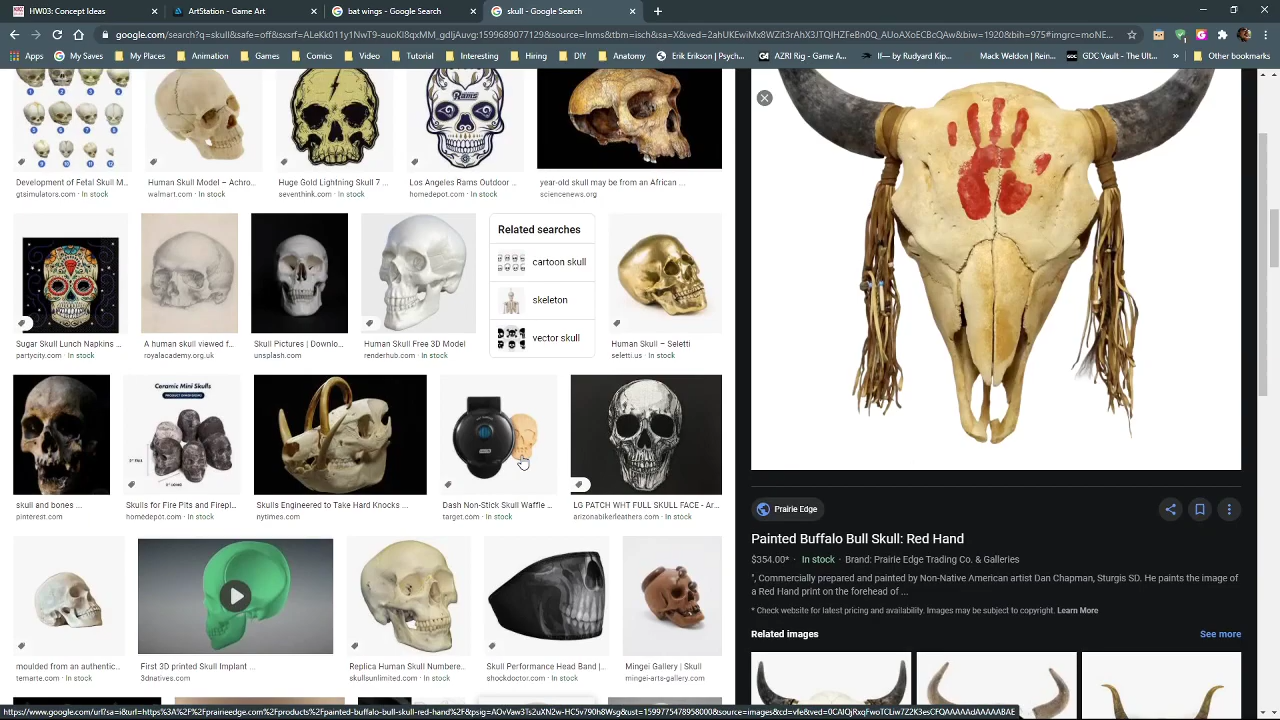 HW03: Concept Ideas
ArtStation - Game Art
bat wings - Google Search
skull - Google Search
Apps
My Saves
My Places
Animation
Games
Video
Tutorial
Interest
Hiring
DIY
Anatomy
Erik Erikson | Psych...
AZRI Rap - Game A...
If— by Rudyard Kip...
Mack Weldon | Rein...
GDC Vault - The Ult...
Other bookmarks
Development of Fetal Skull M...
gtsimulators.com · In stock
Human Skull Model – Achro...
walmart.com · In stock
Huge Gold Lightning Skull 7 ...
seventhink.com · In stock
Rams
Los Angeles Rams Outdoor ...
homedepot.com · In stock
year-old skull may be from an African ...
sciencenews.org
Sugar Skull Lunch Napkins ...
partycity.com · In stock
A human skull viewed f...
royalacademy.org.uk
Skull Pictures | Downlo...
unsplash.com
Human Skull Free 3D Model
renderhub.com · In stock
Related searches
cartoon skull
skeleton
vector skull
Human Skull – Seletti
seletti.us · In stock
skull and bones ...
pinterest.com
Ceramic Mini Skulls
Skulls for Fire Pits and Firepl...
homedepot.com · In stock
Skulls Engineered to Take Hard Knocks ...
nytimes.com
Dash Non-Stick Skull Waffle ...
target.com · In stock
LG PATCH WHT FULL SKULL FACE - Ar...
arizonabikerleathers.com · In stock
moulded from an authentic...
temarte.com · In stock
First 3D printed Skull Implant ...
3dnatives.com
Replica Human Skull Numbere...
skullsunlimited.com · In stock
Skull Performance Head Band |...
shockdoctor.com · In stock
Mingei Gallery | Skull
mingei-arts-gallery.com
Prairie Edge
Painted Buffalo Bull Skull: Red Hand
$354.00* · In stock · Brand: Prairie Edge Trading Co. & Galleries
", Commercially prepared and painted by Non-Native American artist Dan Chapman, Sturgis SD. He paints the image of
a Red Hand print on the forehead of ...
* Check website for latest pricing and availability. Images may be subject to copyright. Learn More
Related images
See more